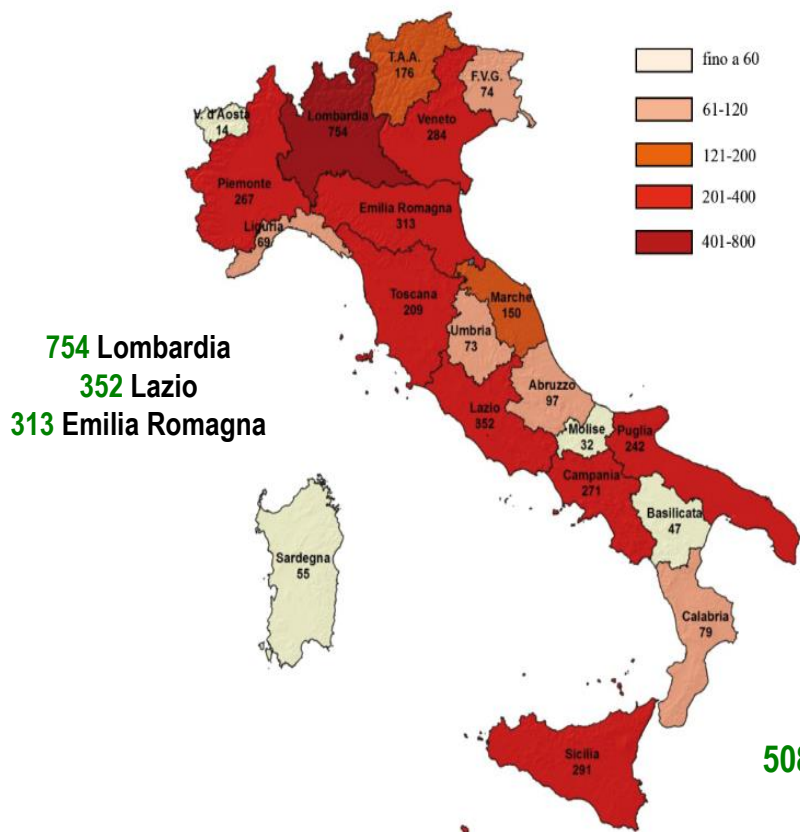 T.A.A.
176
F.V.G.
74
V. d'Aosta
14
Lombardia
754
Veneto
284
Piemonte
267
Emilia Romagna
313
Liguria
69
Toscana
209
Marche
150
Umbria
73
Abruzzo
97
Lazio
352
Molise
32
Puglia
242
Campania
271
Basilicata
47
Sardegna
55
Calabria
79
Sicilia
291
fino a 60
61-120
121-200
201-400
401-800
754 Lombardia
352 Lazio
313 Emilia Romagna
508